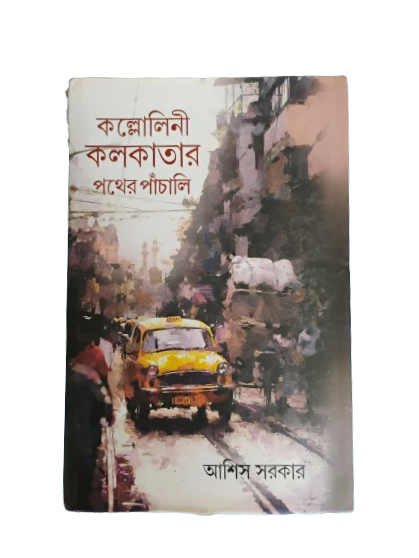 কল্লোলিনী
কলকাতার
পথের পাঁচালি
আশিস সরকার